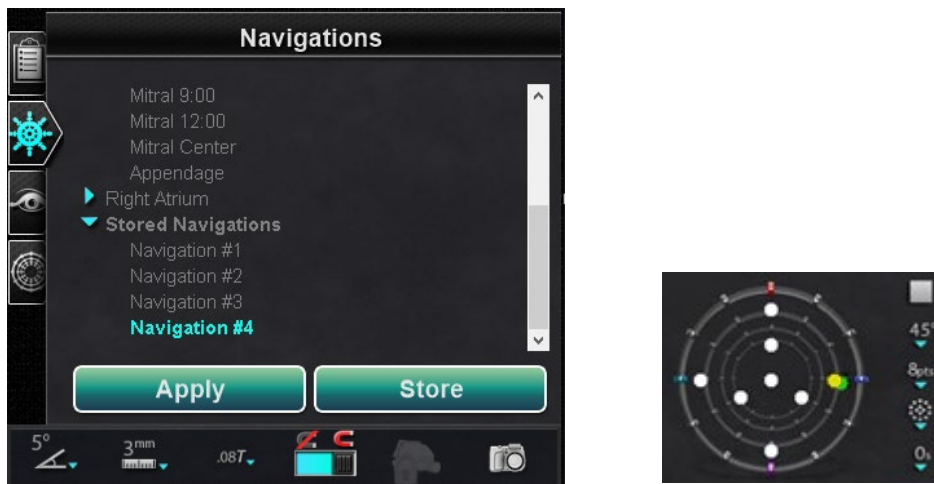 Navigations
Mitral 9:00
Mitral 12:00
Mitral Center
Appendage
Right Atrium
Stored Navigations
Navigation #1
Navigation #2
Navigation #3
Navigation #4
Apply Store
5° 3mm .08T
45°
8pts
0s